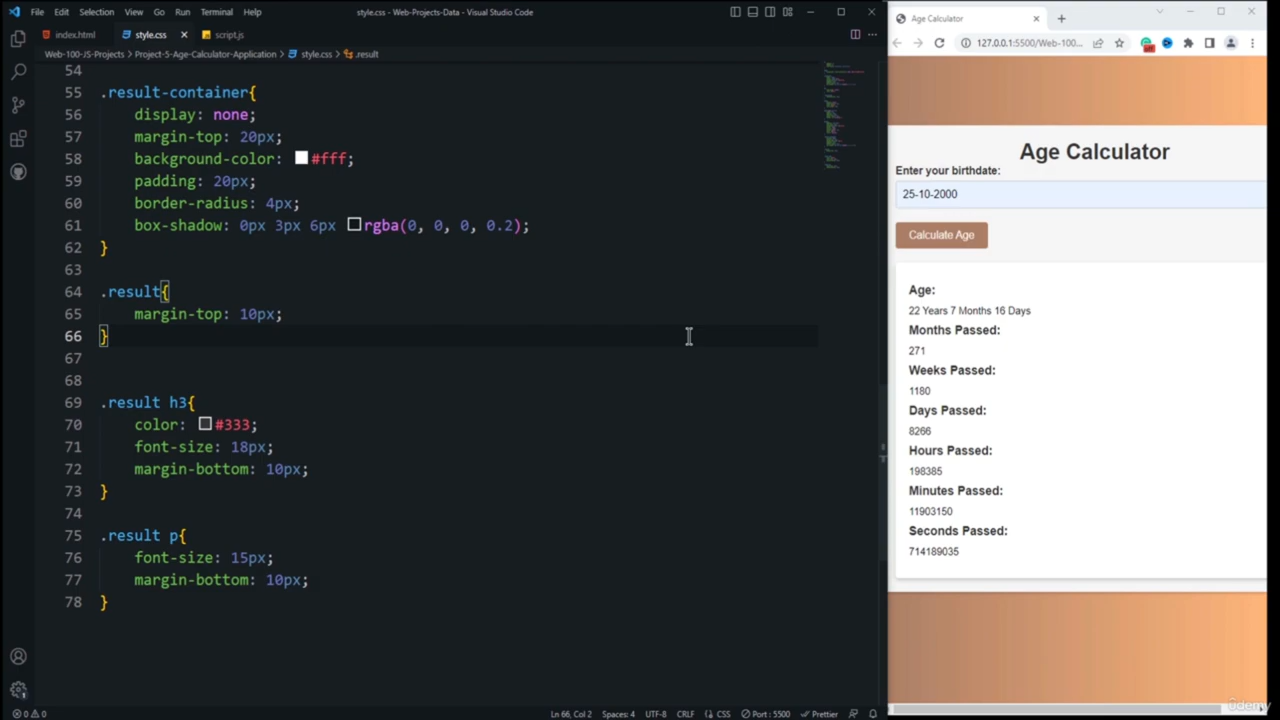 File Edit Selection View Go Run Terminal Help
style.css - Web-Projects-Data - Visual Studio Code
index.html
style.css
script.js
Web-100-JS-Projects > Project-5-Age-Calculator-Application > style.css > .result
54
55 .result-container{
56 display: none;
57 margin-top: 20px;
58 background-color: #fff;
59 padding: 20px;
60 border-radius: 4px;
61 box-shadow: 0px 3px 6px rgba(0, 0, 0, 0.2);
62 }
63
64 .result{
65 margin-top: 10px;
66 }
67
68
69 .result h3{
70 color: #333;
71 font-size: 18px;
72 margin-bottom: 10px;
73 }
74
75 .result p{
76 font-size: 15px;
77 margin-bottom: 10px;
78 }
0 0 Ln 66, Col 2 Spaces: 4 UTF-8 CRLF CSS Port : 5500 Prettier
Age Calculator
127.0.0.1:5500/Web-100...
Age Calculator
Enter your birthdate:
25-10-2000
Calculate Age
Age:
22 Years 7 Months 16 Days
Months Passed:
271
Weeks Passed:
1180
Days Passed:
8266
Hours Passed:
198385
Minutes Passed:
11903150
Seconds Passed:
714189035
ûdemy